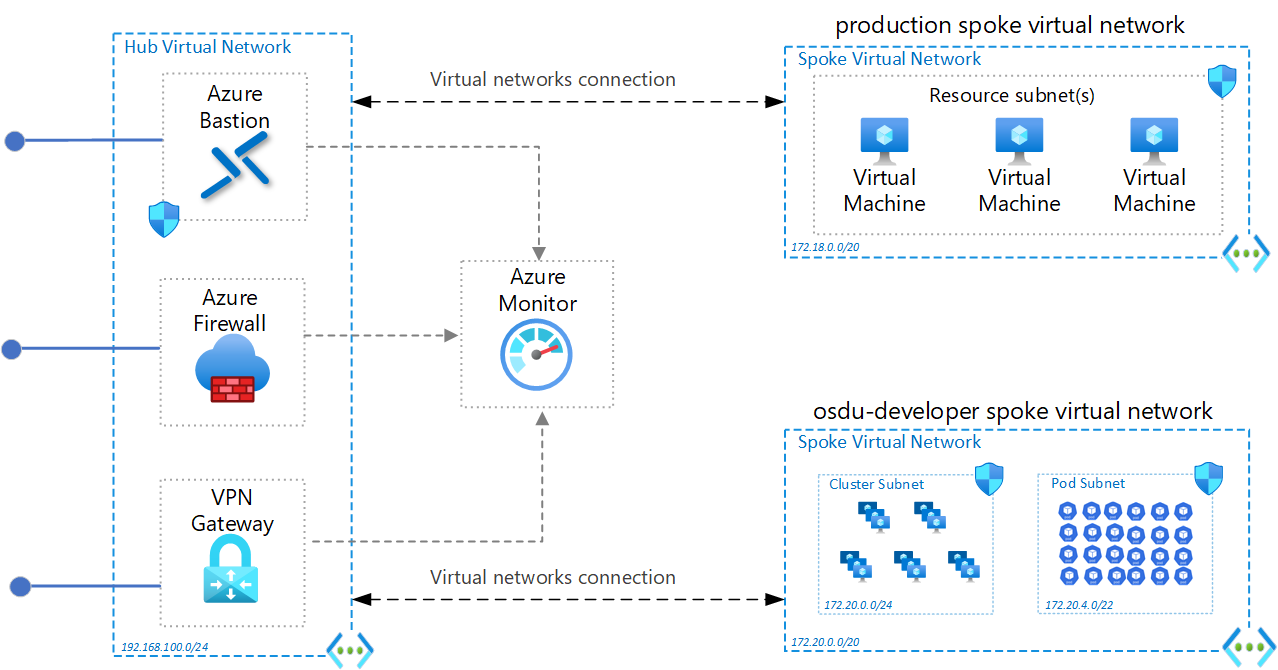 Hub Virtual Network
Azure
Bastion
Azure
Firewall
VPN
Gateway
192.168.100.0/24
Virtual networks connection
Azure
Monitor
Virtual networks connection
production spoke virtual network
Spoke Virtual Network
Resource subnet(s)
Virtual
Machine
Virtual
Machine
Virtual
Machine
172.18.0.0/20
osdu-developer spoke virtual network
Spoke Virtual Network
Cluster Subnet
172.20.0.0/24
Pod Subnet
172.20.4.0/22
172.20.0.0/20